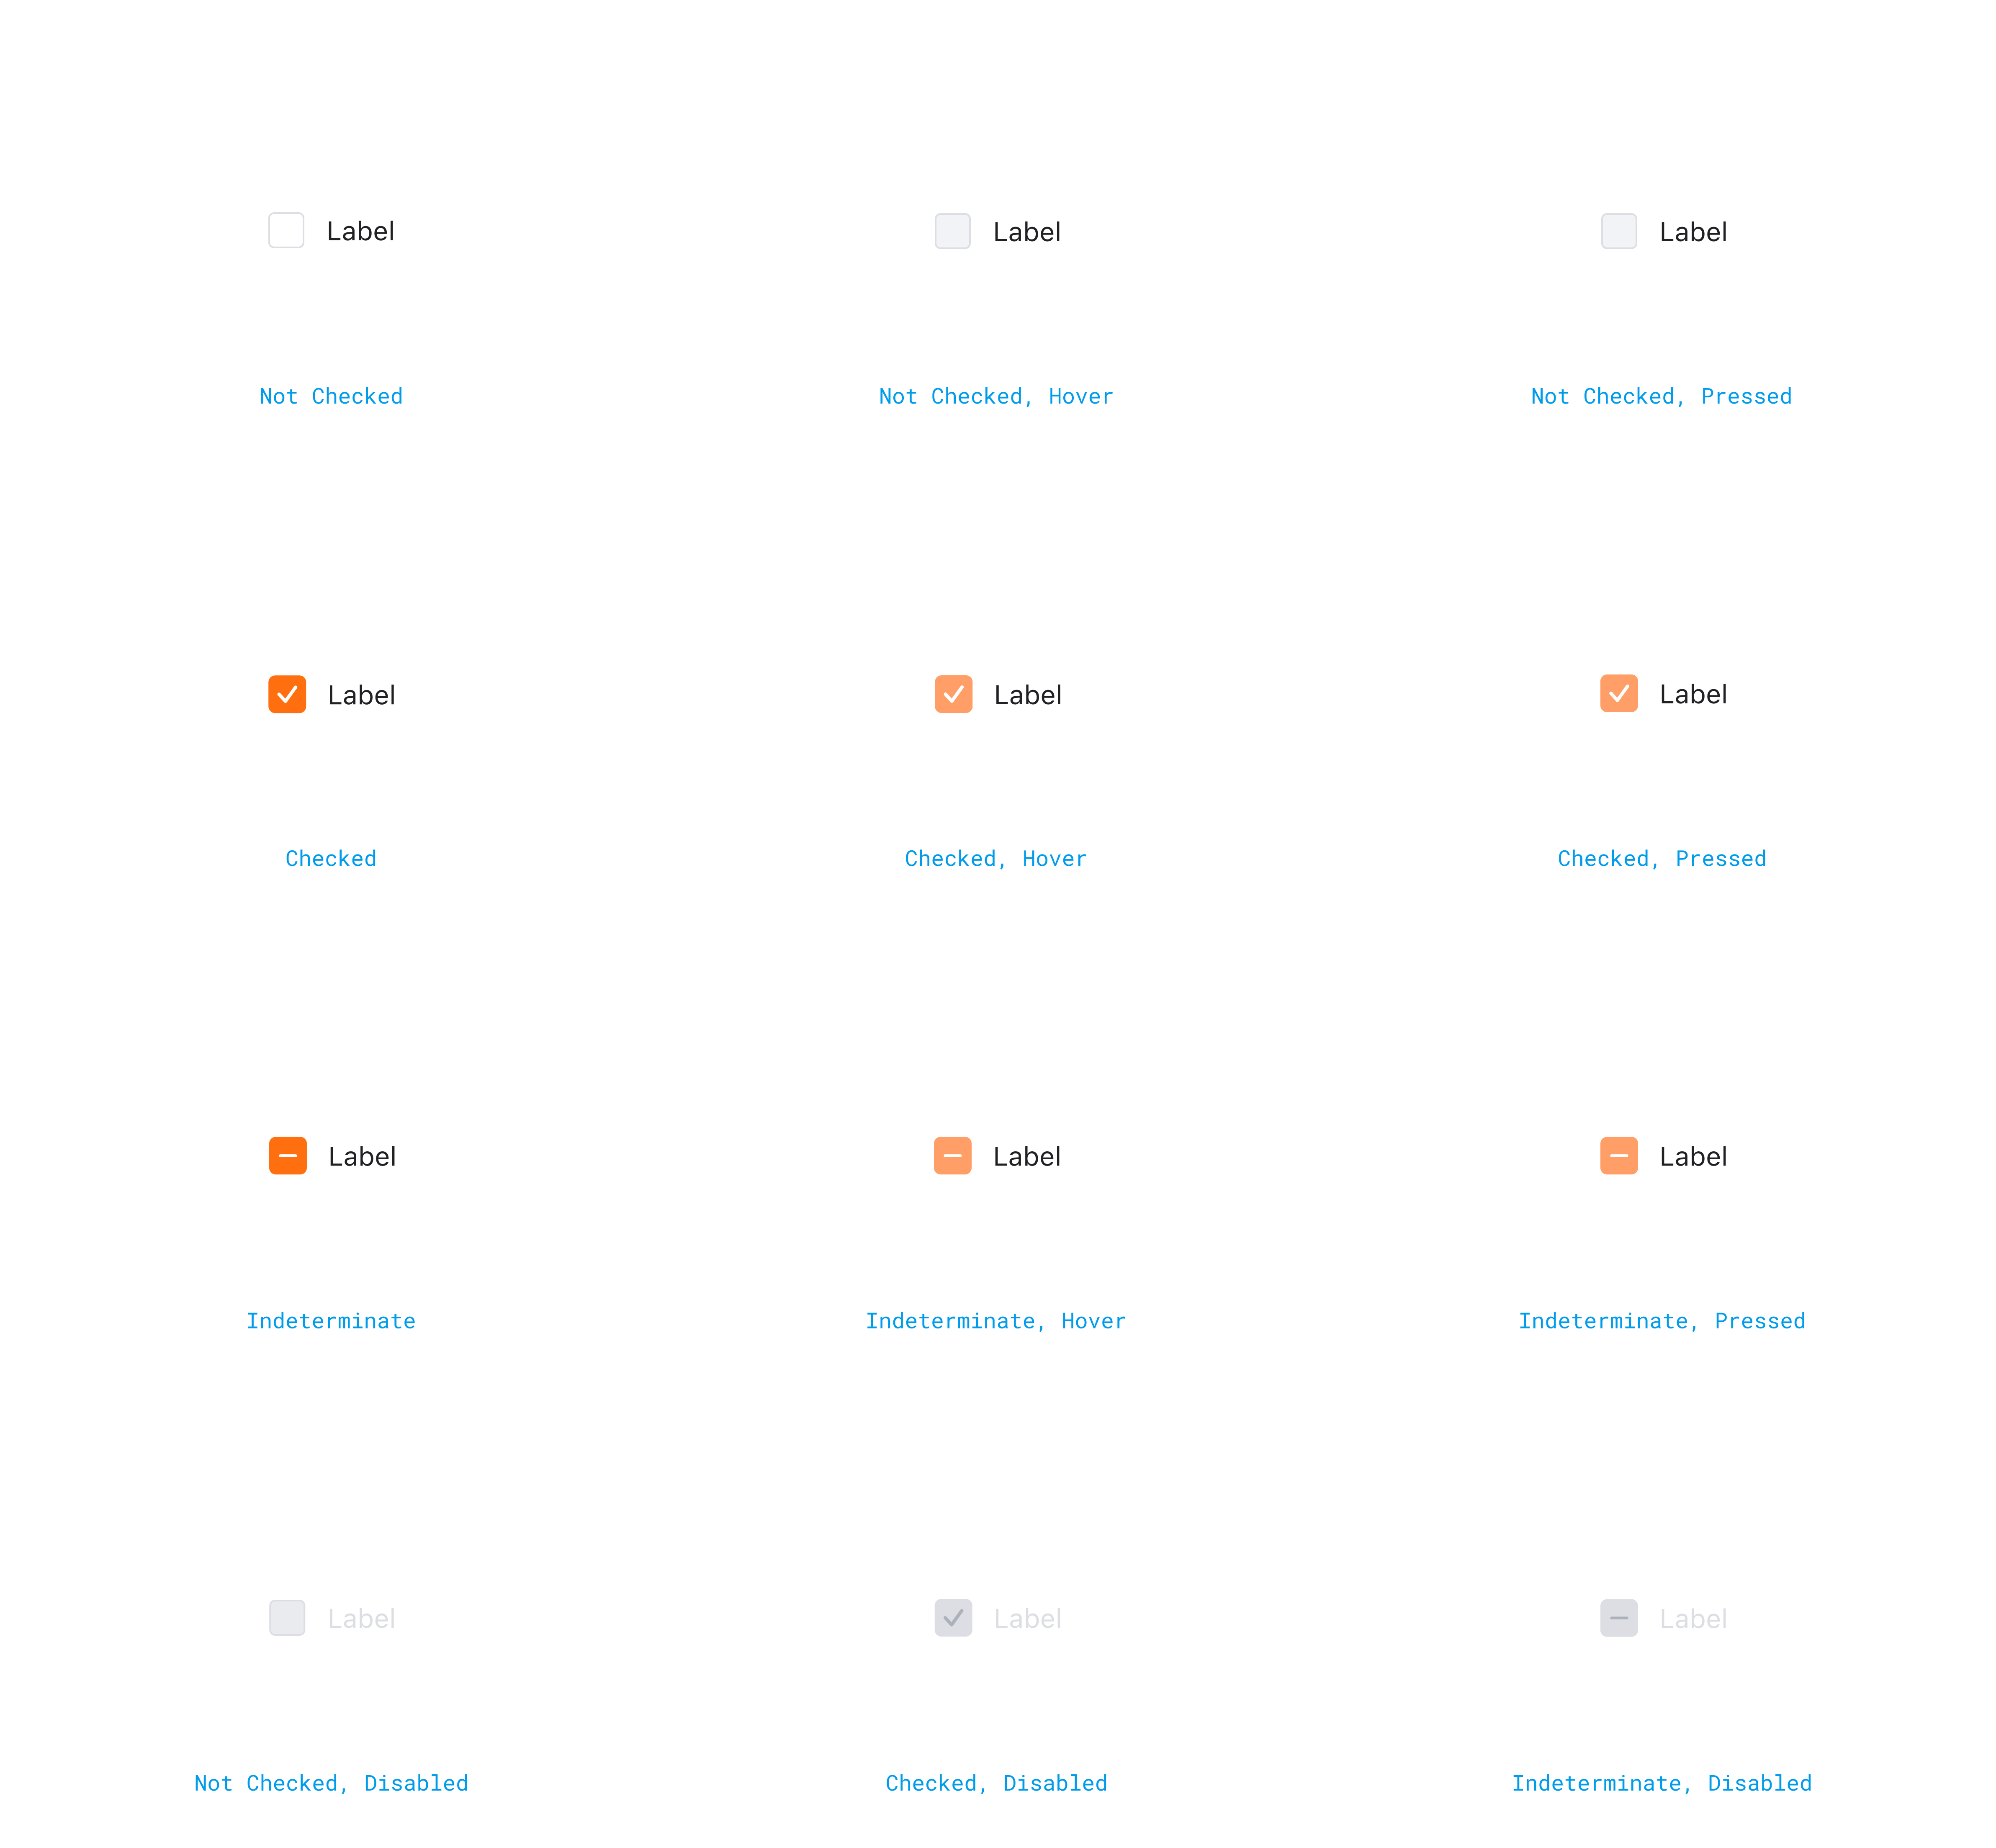 Label
Label
Label
Not Checked
Not Checked, Hover
Not Checked, Pressed
Label
Label
Label
Checked
Checked, Hover
Checked, Pressed
Label
Label
Label
Indeterminate
Indeterminate, Hover
Indeterminate, Pressed
Label
Label
Label
Not Checked, Disabled
Checked, Disabled
Indeterminate, Disabled